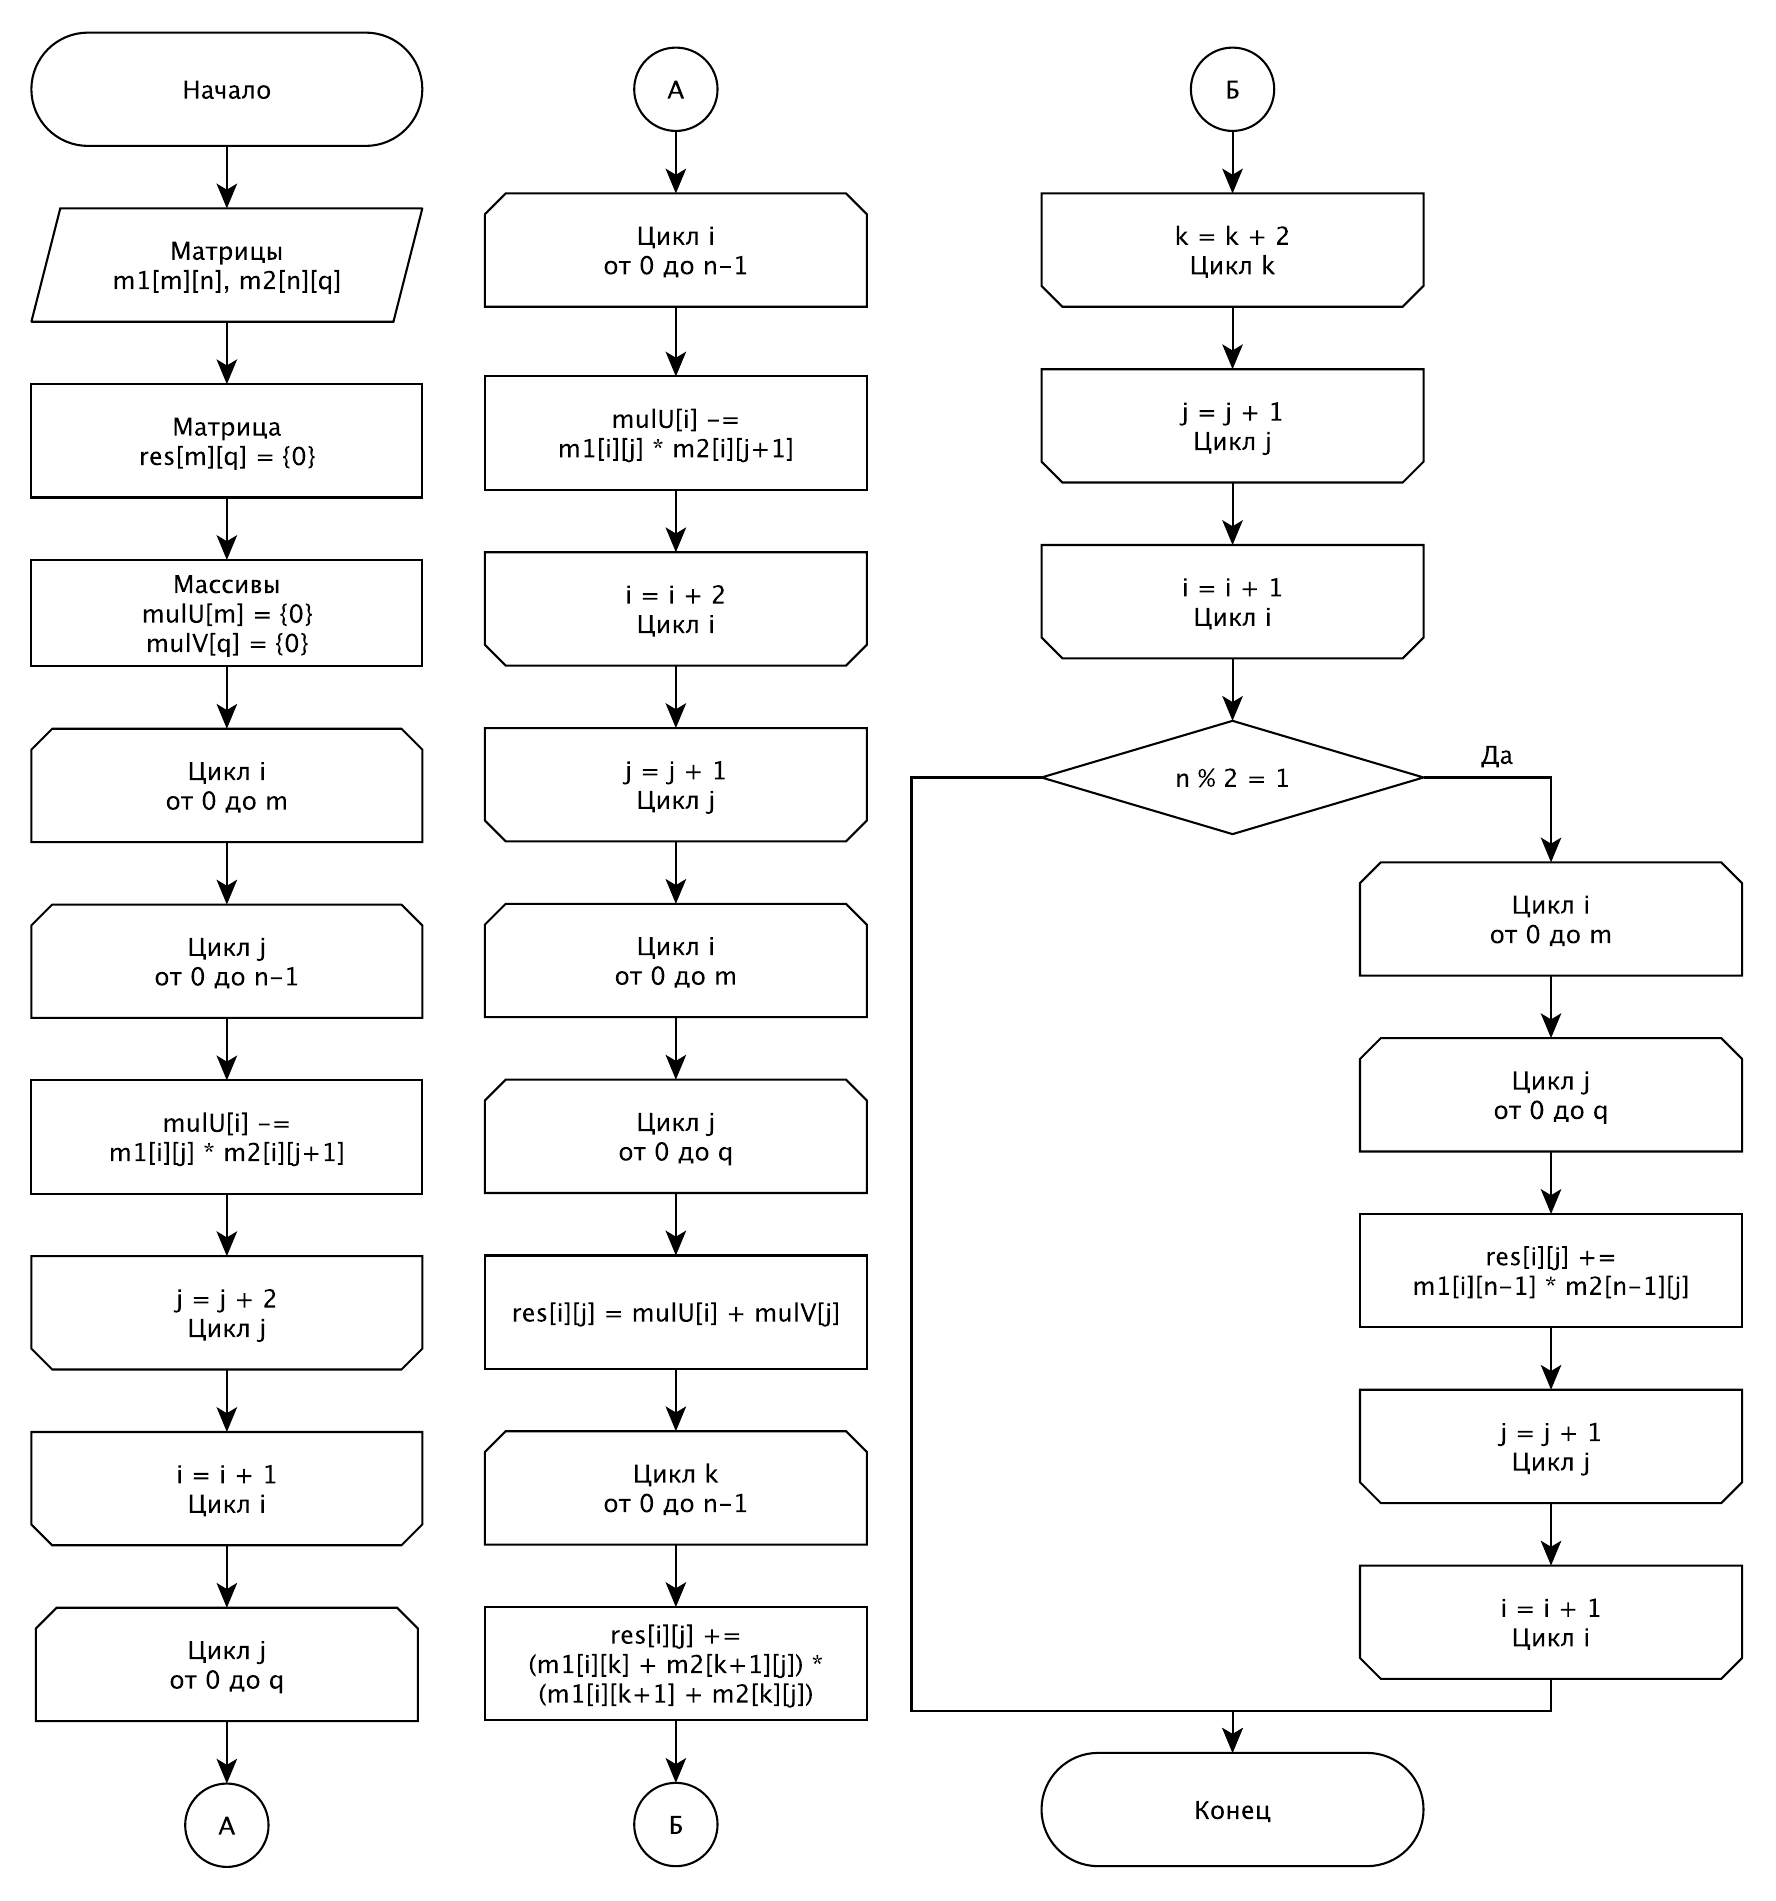 Начало
Матрицы
m1[m][n], m2[n][q]
Матрица
res[m][q] = {0}
Массивы
mulU[m] = {0}
mulV[q] = {0}
Цикл i
от 0 до m
Цикл j
от 0 до n-1
mulU[i] -=
m1[i][j] * m2[i][j+1]
j = j + 2
Цикл j
i = i + 1
Цикл i
Цикл j
от 0 до q
А
А
Цикл i
от 0 до n-1
mulU[i] -=
m1[i][j] * m2[i][j+1]
i = i + 2
Цикл i
j = j + 1
Цикл j
Цикл i
от 0 до m
Цикл j
от 0 до q
res[i][j] = mulU[i] + mulV[j]
Цикл k
от 0 до n-1
res[i][j] +=
(m1[i][k] + m2[k+1][j]) *
(m1[i][k+1] + m2[k][j])
Б
Б
k = k + 2
Цикл k
j = j + 1
Цикл j
i = i + 1
Цикл i
n % 2 = 1
Да
Цикл i
от 0 до m
Цикл j
от 0 до q
res[i][j] +=
m1[i][n-1] * m2[n-1][j]
j = j + 1
Цикл j
i = i + 1
Цикл i
Конец